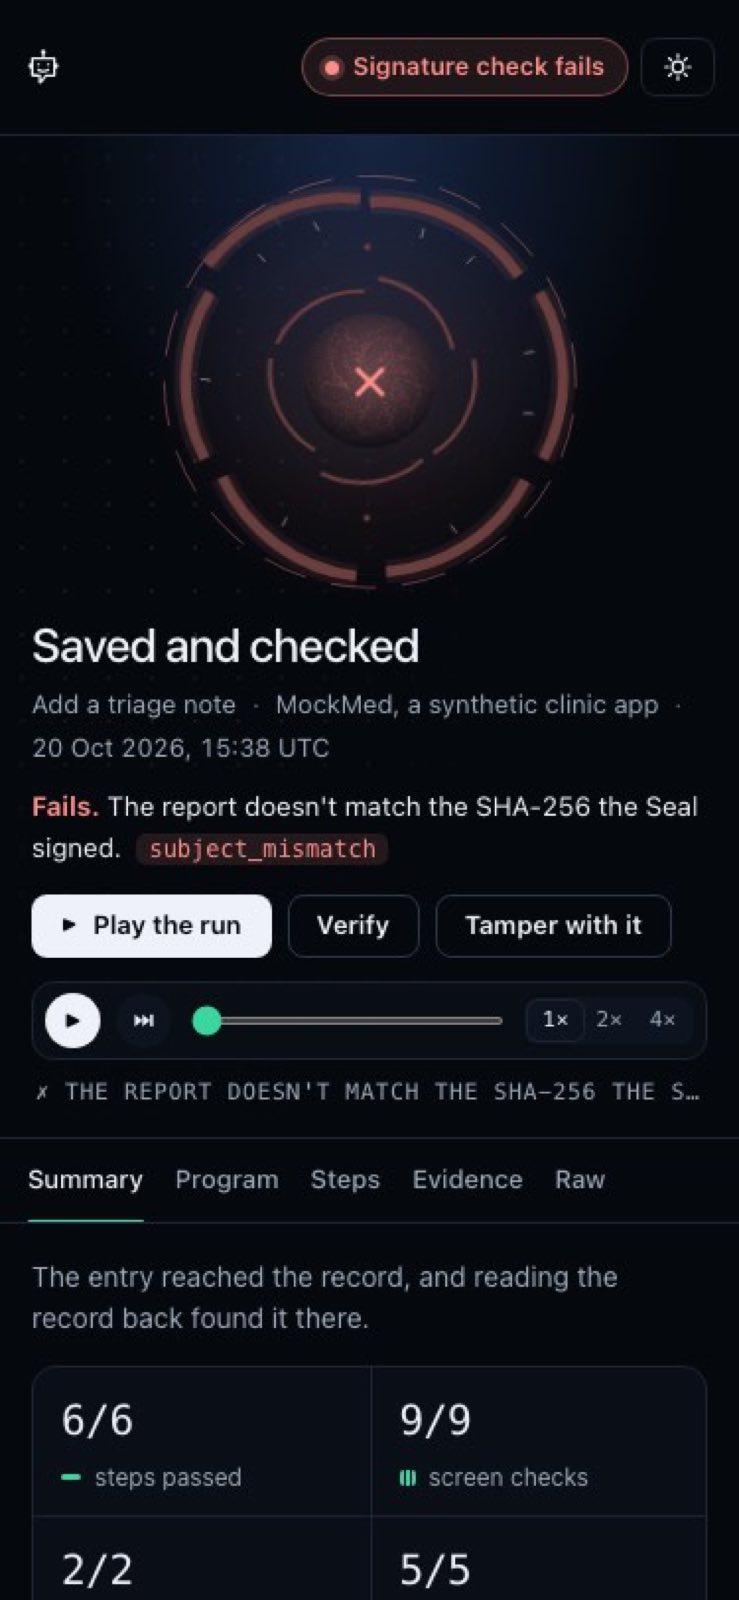 Signature check fails
Saved and checked
Add a triage note · MockMed, a synthetic clinic app ·
20 Oct 2026, 15:38 UTC
Fails. The report doesn't match the SHA-256 the Seal
signed. subject_mismatch
Play the run Verify Tamper with it
1× 2× 4×
✗ THE REPORT DOESN'T MATCH THE SHA-256 THE S…
Summary Program Steps Evidence Raw
The entry reached the record, and reading the
record back found it there.
6/6 9/9
steps passed screen checks
2/2 5/5